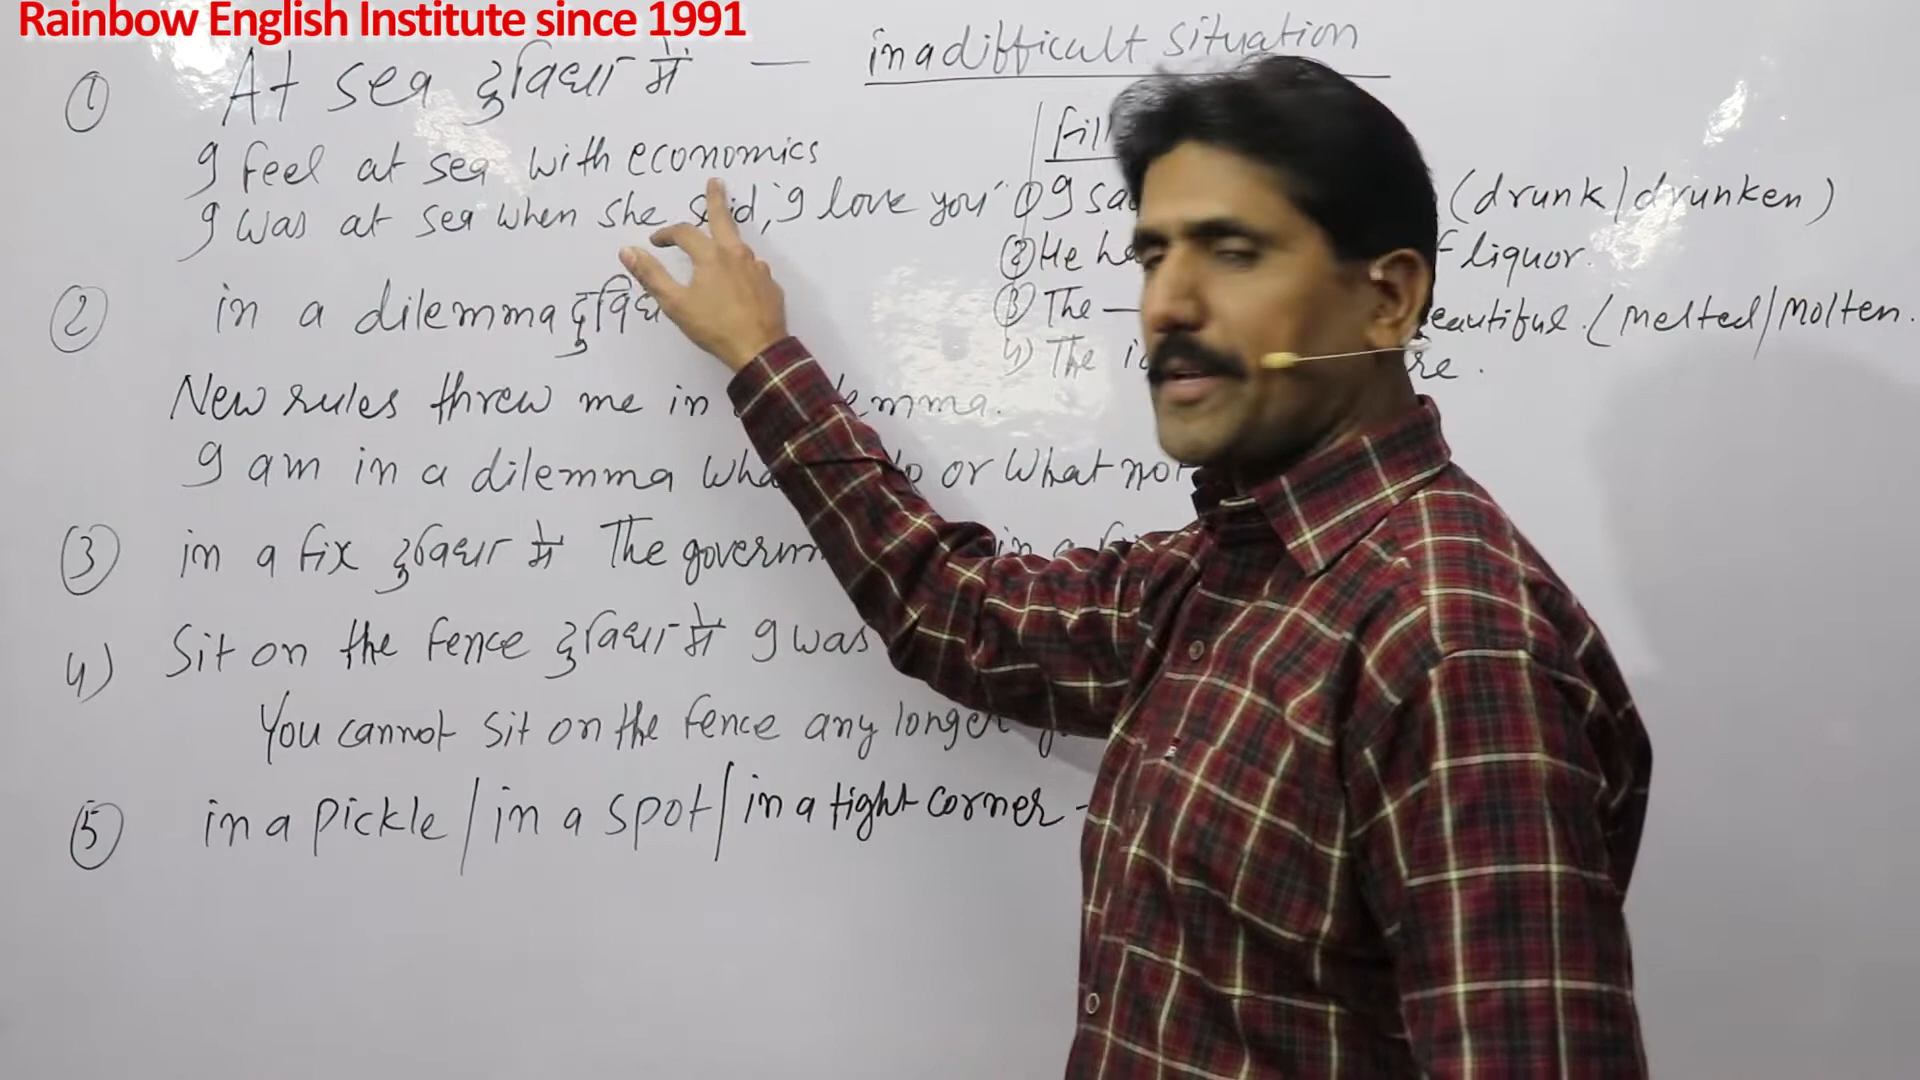 Rainbow English Institute since 1991
① At sea दुविधा में — in a difficult situation
I feel at sea with economics
I was at sea when she said, "I love you"
② in a dilemma
New rules threw me in
I am in a dilemma or what not
③ in a fix दुविधा में The in a
4) Sit on the fence दुविधा में I was
You cannot sit on the fence any longer
⑤ in a pickle / in a spot / in a tight corner -
① I (drunk/drunken)
② He liquor.
③ The — (melted/molten.
4) The